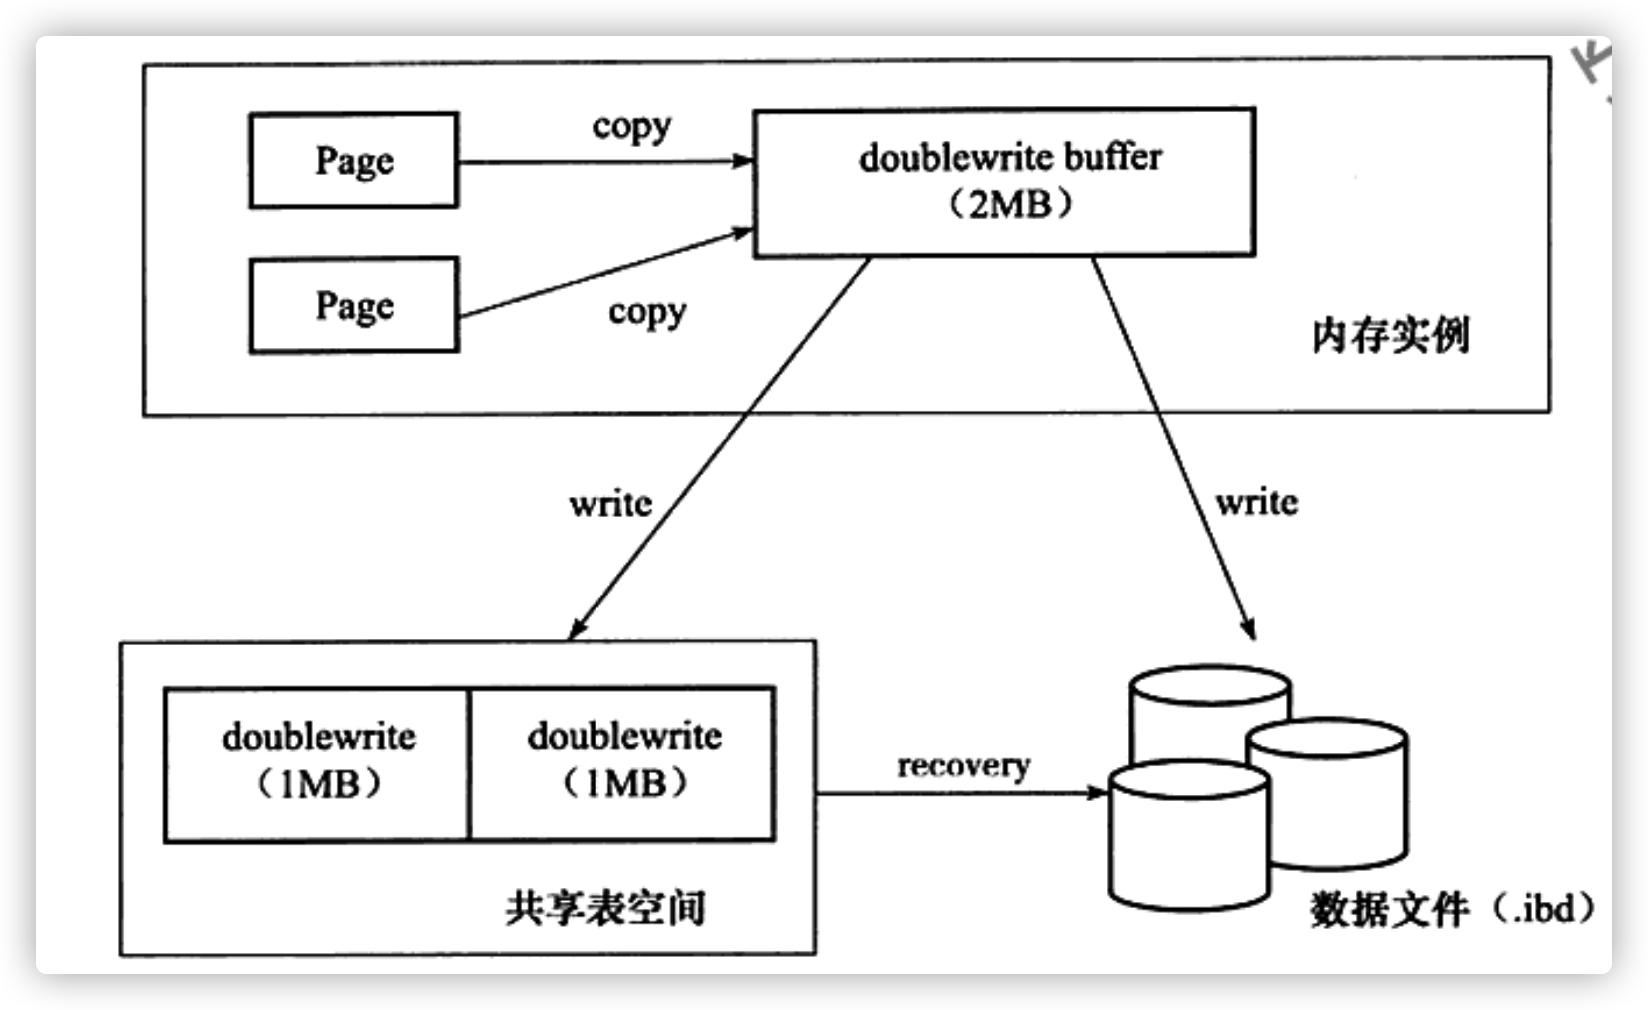 Page
copy
doublewrite buffer
（2MB）
Page
copy
内存实例
write
write
doublewrite
（1MB）
doublewrite
（1MB）
recovery
共享表空间
数据文件（.ibd）